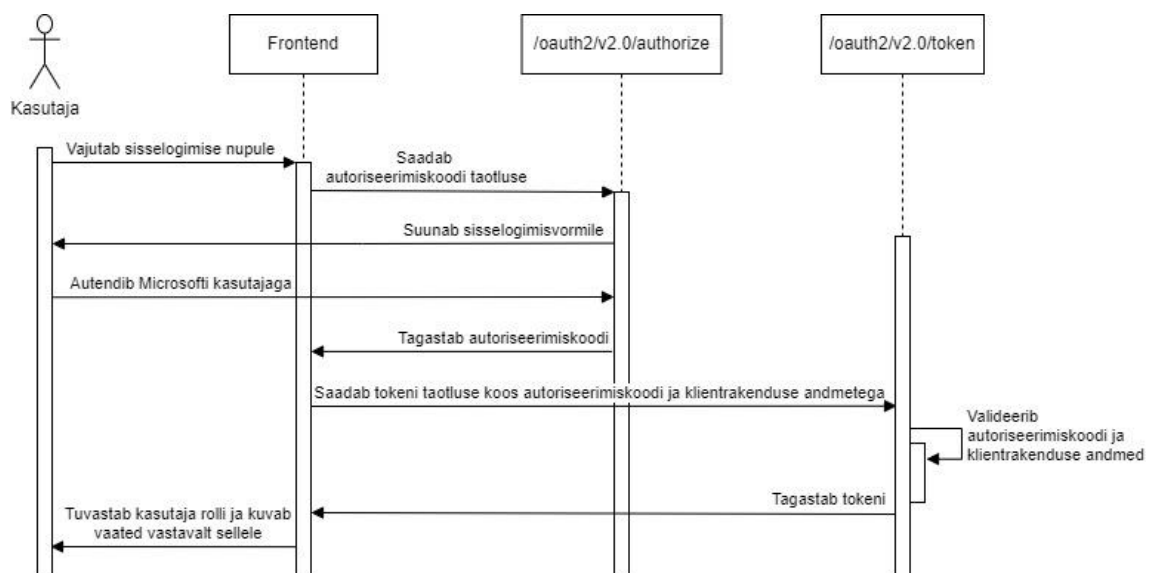 Frontend
/oauth2/v2.0/authorize
/oauth2/v2.0/token
Kasutaja
Vajutab sisselogimise nupule
Saadab
autoriseerimiskoodi taotluse
Suunab sisselogimisvormile
Autendib Microsofti kasutajaga
Tagastab autoriseerimiskoodi
Saadab tokeni taotluse koos autoriseerimiskoodi ja klientrakenduse andmetega
Valideerib
autoriseerimiskoodi ja
klientrakenduse andmed
Tagastab tokeni
Tuvastab kasutaja rolli ja kuvab
vaated vastavalt sellele